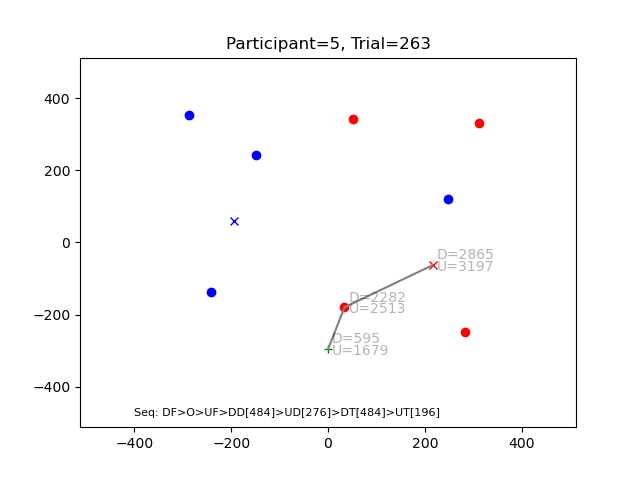 Participant=5, Trial=263
400
200
0
−200
−400
D=2865
U=3197
D=2282
U=2513
D=595
U=1679
Seq: DF>O>UF>DD[484]>UD[276]>DT[484]>UT[196]
−400
−200
0
200
400